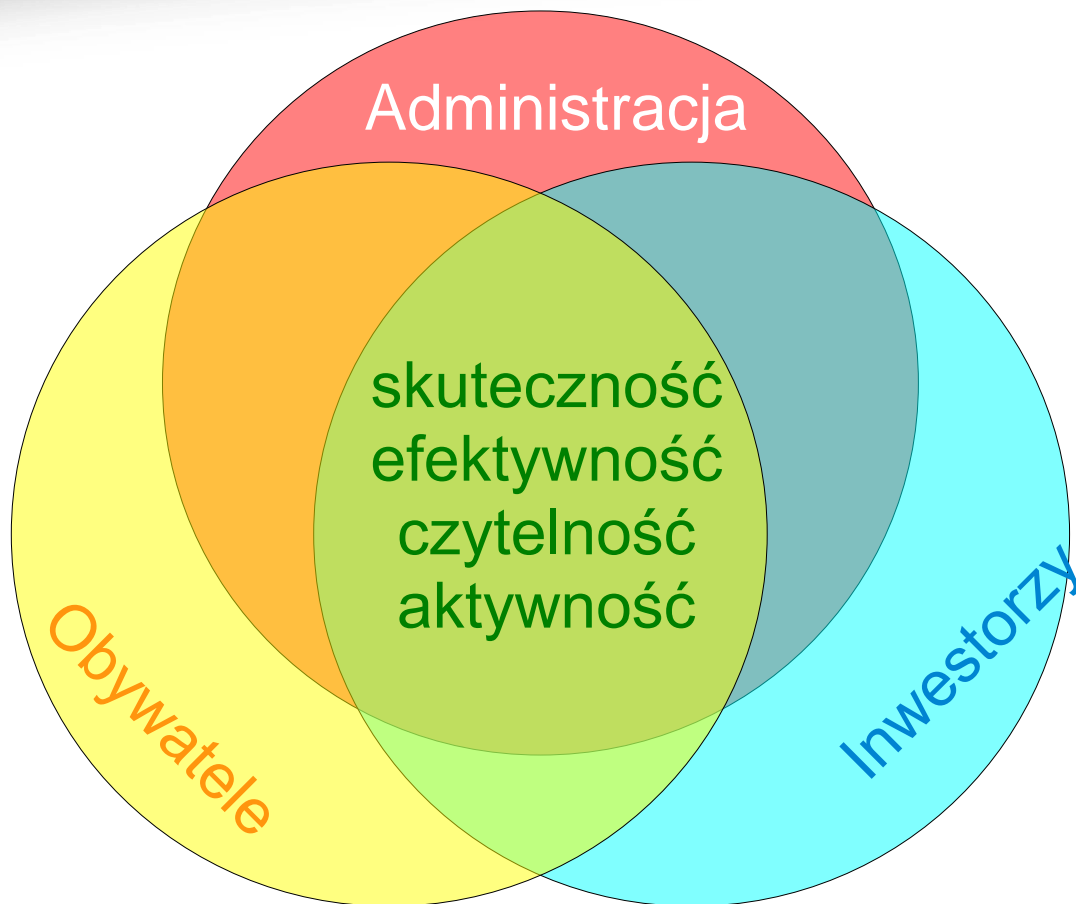 Administracja
skuteczność
efektywność
czytelność
aktywność
Obywatele
Inwestorzy